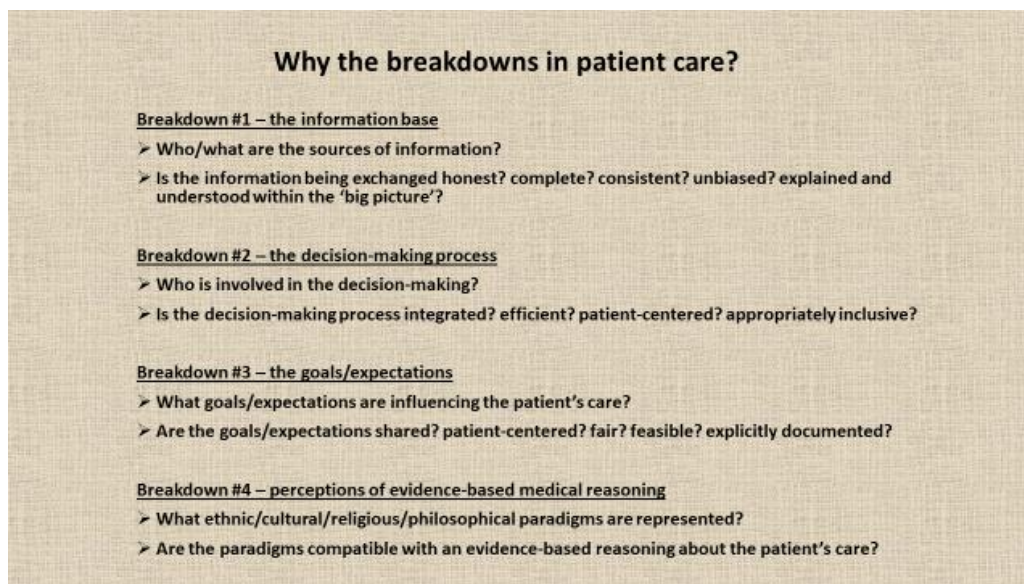 Why the breakdowns in patient care?
Breakdown #1 – the information base
➢ Who/what are the sources of information?
➢ Is the information being exchanged honest? complete? consistent? unbiased? explained and
understood within the ‘big picture’?
Breakdown #2 – the decision-making process
➢ Who is involved in the decision-making?
➢ Is the decision-making process integrated? efficient? patient-centered? appropriately inclusive?
Breakdown #3 – the goals/expectations
➢ What goals/expectations are influencing the patient’s care?
➢ Are the goals/expectations shared? patient-centered? fair? feasible? explicitly documented?
Breakdown #4 – perceptions of evidence-based medical reasoning
➢ What ethnic/cultural/religious/philosophical paradigms are represented?
➢ Are the paradigms compatible with an evidence-based reasoning about the patient’s care?